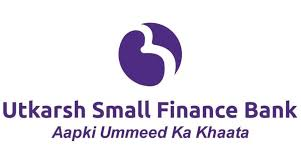 Utkarsh Small Finance Bank
Aapki Ummeed Ka Khaata